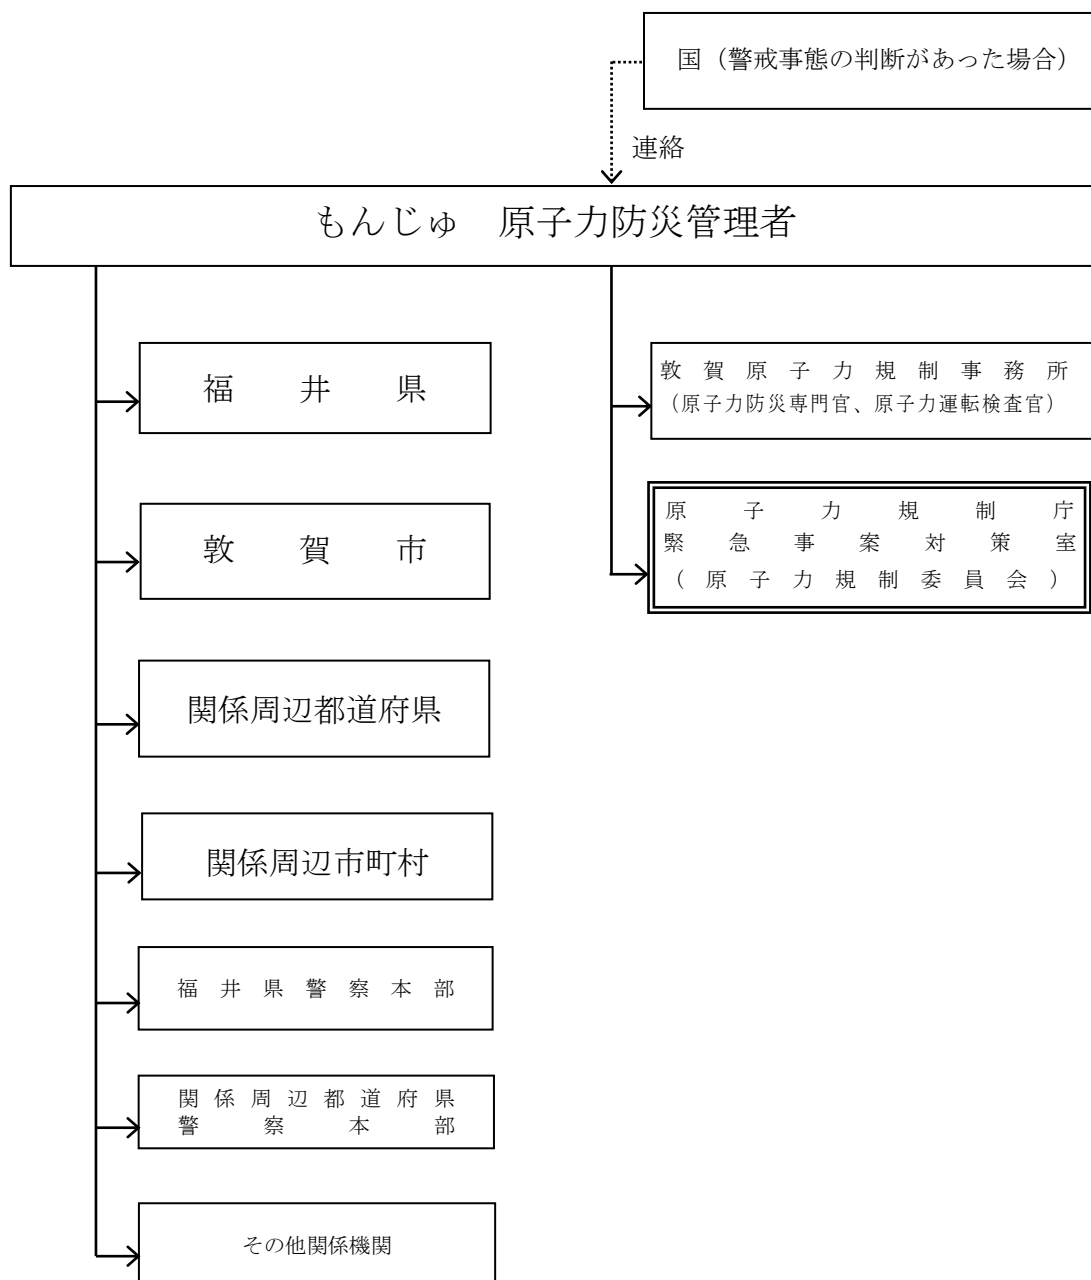 国（警戒事態の判断があった場合）
連絡
もんじゅ　原子力防災管理者
福井県
敦賀市
関係周辺都道府県
関係周辺市町村
福井県警察本部
関係周辺都道府県
警察本部
その他関係機関
敦賀原子力規制事務所
（原子力防災専門官、原子力運転検査官）
原子力規制庁
緊急事案対策室
（原子力規制委員会）